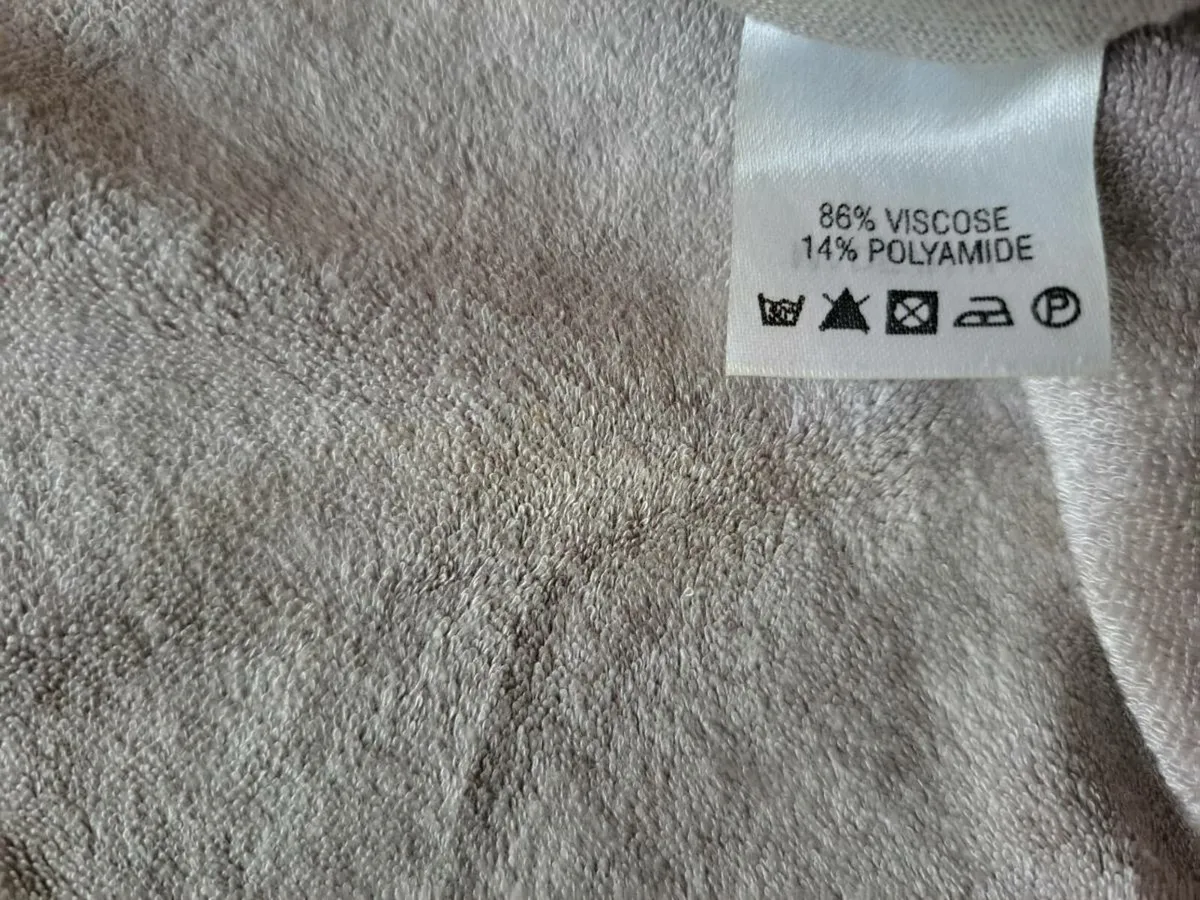 86% VISCOSE
14% POLYAMIDE
P